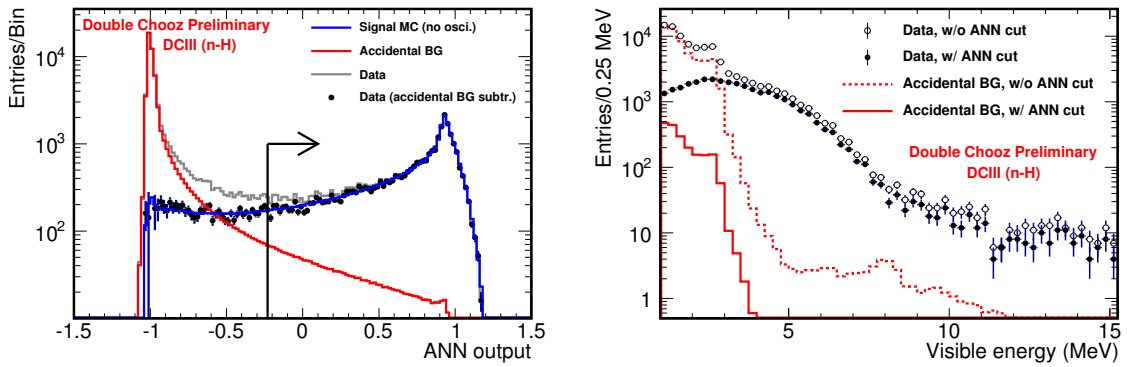 Double Chooz Preliminary
DCIII (n-H)
Signal MC (no osci.)
Accidental BG
Data
Data (accidental BG subtr.)
Entries/Bin
10⁴
10³
10²
-1.5 -1 -0.5 0 0.5 1 1.5
ANN output
Data, w/o ANN cut
Data, w/ ANN cut
Accidental BG, w/o ANN cut
Accidental BG, w/ ANN cut
Double Chooz Preliminary
DCIII (n-H)
Entries/0.25 MeV
10⁴
10³
10²
10
1
5 10 15
Visible energy (MeV)